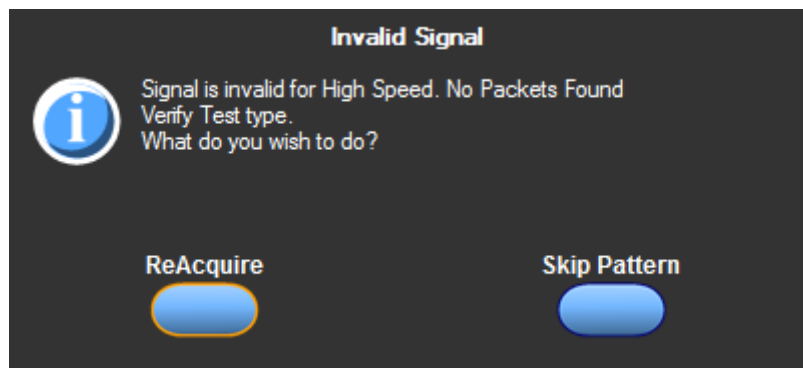 Invalid Signal
Signal is invalid for High Speed. No Packets Found
Verify Test type.
What do you wish to do?
ReAcquire
Skip Pattern